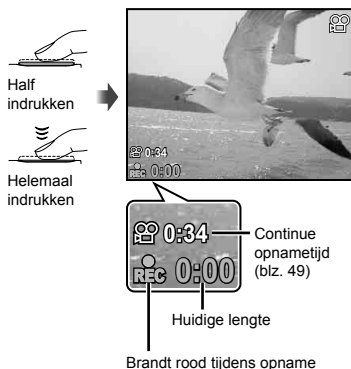 Half
indrukken
Helemaal
indrukken
0:34
REC 0:00
0:34
REC 0:00
Continue
opnametijd
(blz. 49)
Huidige lengte
Brandt rood tijdens opname